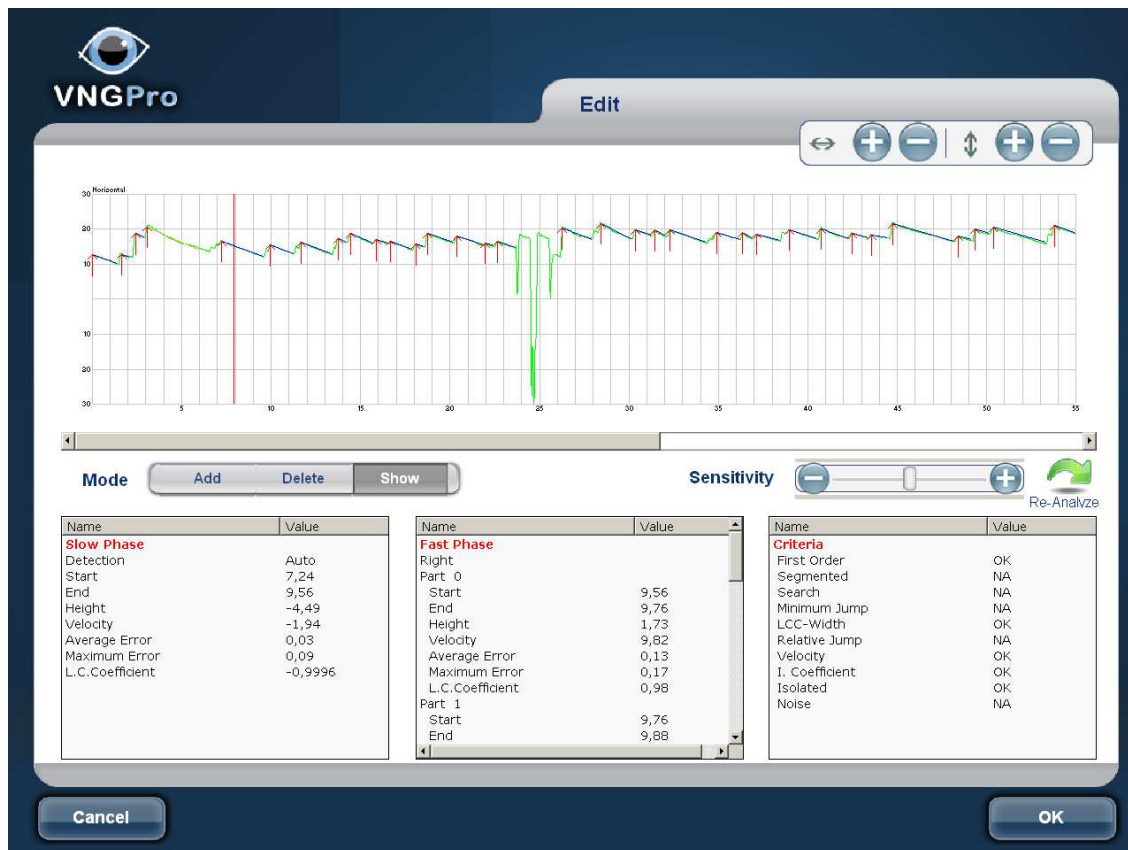 VNGPro
Edit
Horizontal
30
20
10
10
20
30
5 10 15 20 25 30 35 40 45 50 55
Mode Add Delete Show
Sensitivity
Re-Analyze
Name Value
Slow Phase
Detection Auto
Start 7,24
End 9,56
Height -4,49
Velocity -1,94
Average Error 0,03
Maximum Error 0,09
L.C.Coefficient -0,9996
Name Value
Fast Phase
Right
Part 0
Start 9,56
End 9,76
Height 1,73
Velocity 9,82
Average Error 0,13
Maximum Error 0,17
L.C.Coefficient 0,98
Part 1
Start 9,76
End 9,88
Name Value
Criteria
First Order OK
Segmented NA
Search NA
Minimum Jump NA
LCC-Width OK
Relative Jump NA
Velocity OK
I. Coefficient OK
Isolated OK
Noise NA
Cancel
OK